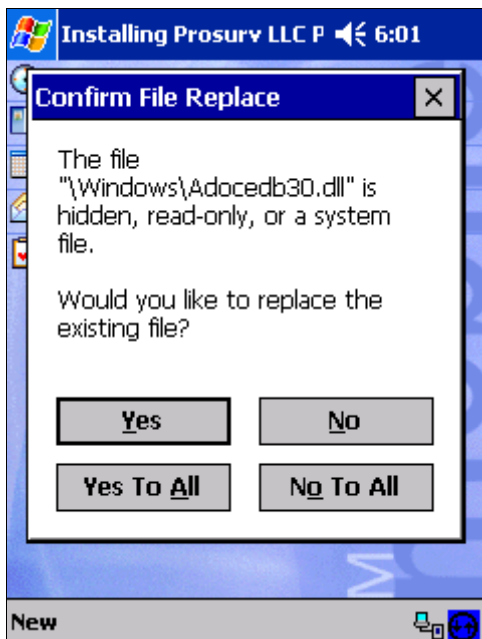 Installing Prosurv LLC P 6:01
Confirm File Replace
The file
"\Windows\Adocedb30.dll" is
hidden, read-only, or a system
file.
Would you like to replace the
existing file?
Yes No
Yes To All No To All
New